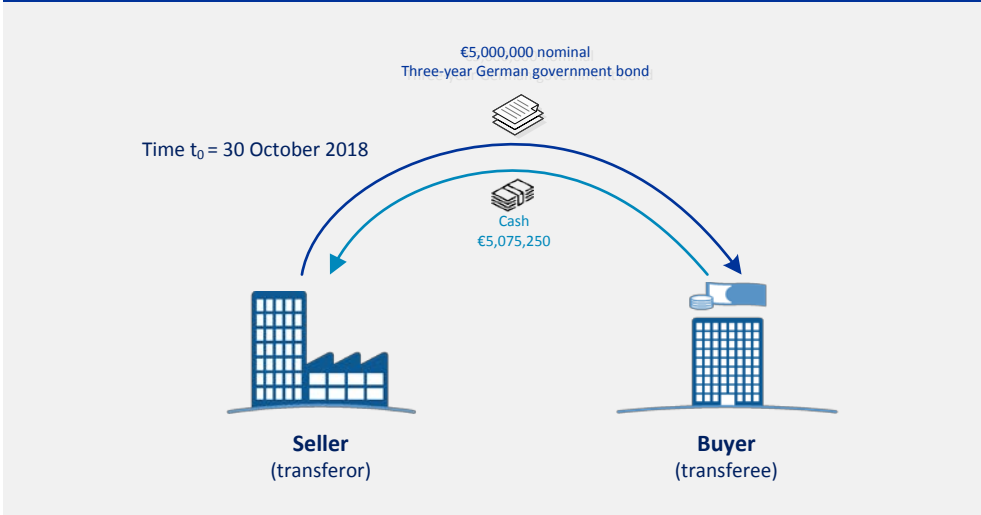 €5,000,000 nominal
Three-year German government bond
Time t₀ = 30 October 2018
Cash
€5,075,250
Seller
(transferor)
Buyer
(transferee)